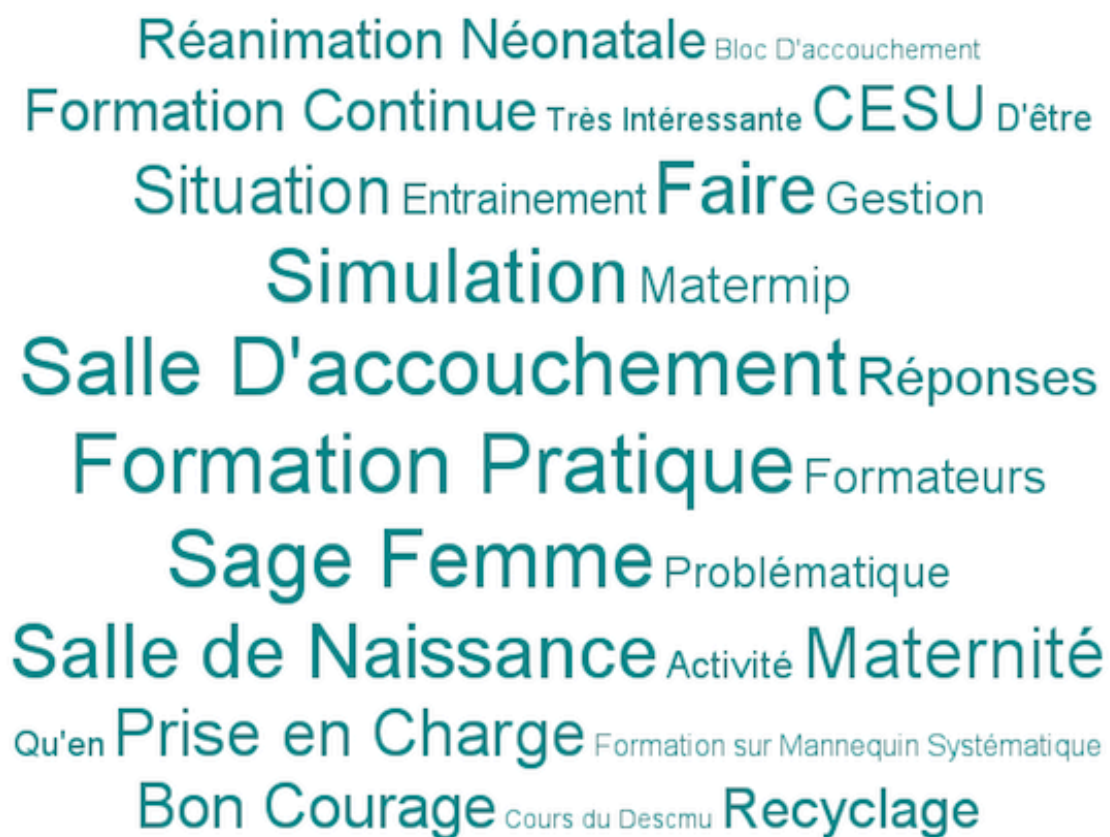 Réanimation Néonatale Bloc D'accouchement
Formation Continue Très Intéressante CESU D'être
Situation Entrainement Faire Gestion
Simulation Matermip
Salle D'accouchement Réponses
Formation Pratique Formateurs
Sage Femme Problématique
Salle de Naissance Activité Maternité
Qu'en Prise en Charge Formation sur Mannequin Systématique
Bon Courage Cours du Descmu Recyclage